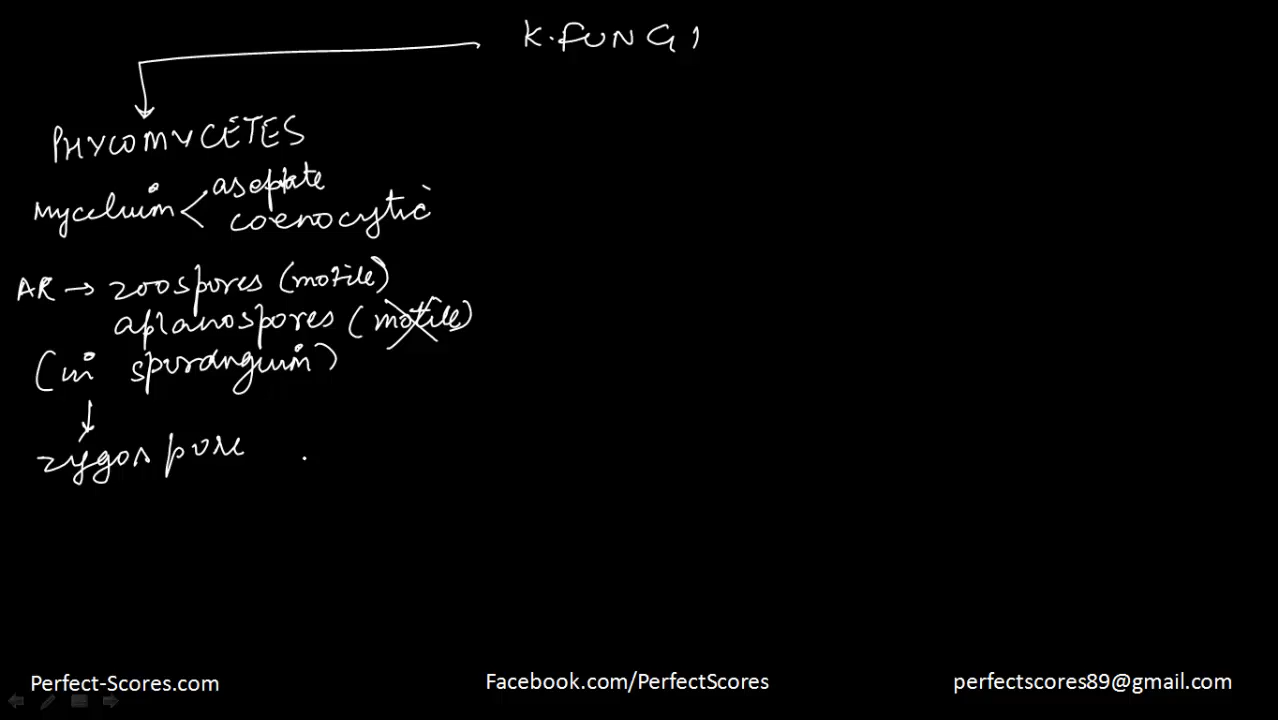 K. FUNGI
PHYCOMYCETES
Mycelium < aseptate
coenocytic
AR → zoospores (motile)
aplanospores (motile)
(in sporangium)
↓
zygospore .
Perfect-Scores.com
Facebook.com/PerfectScores
perfectscores89@gmail.com